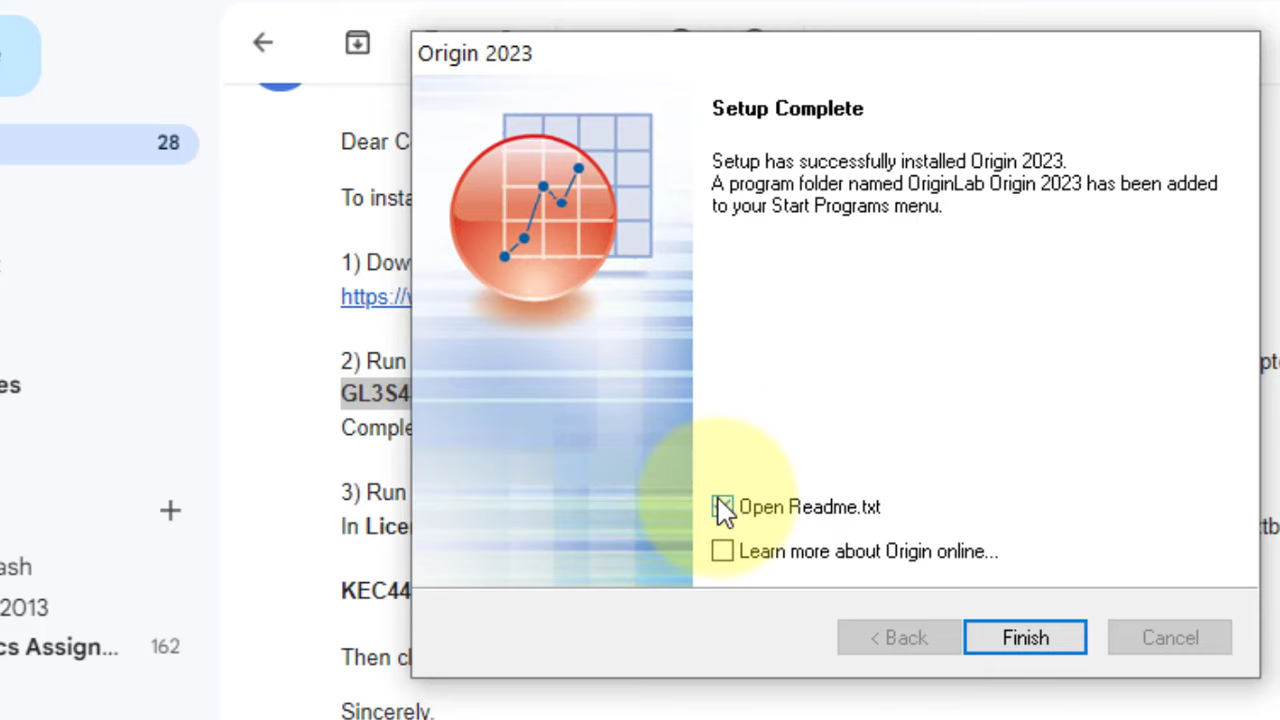 Origin 2023
28
Setup Complete
Dear C
Setup has successfully installed Origin 2023.
A program folder named OriginLab Origin 2023 has been added
to your Start Programs menu.
To insta
1) Dow
https://
2) Run
GL3S4
Comple
es
3) Run
Open Readme.txt
In Lice
Learn more about Origin online...
ash
KEC44
2013
< Back
Finish
Cancel
cs Assign... 162
Then cl
Sincerely,